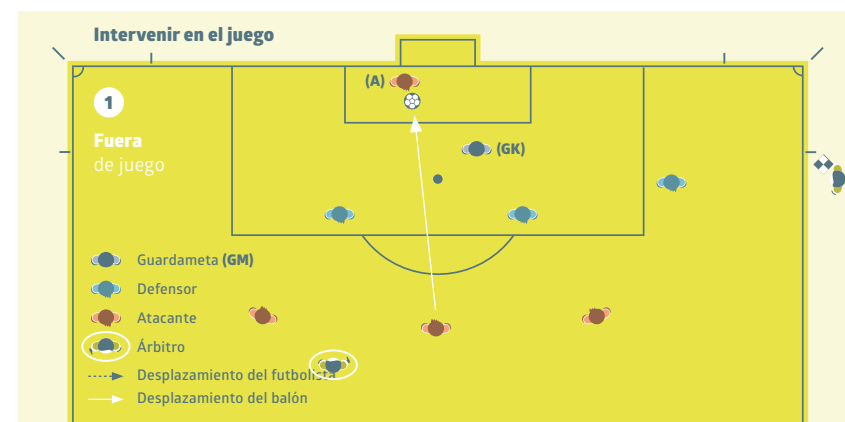 Intervenir en el juego
(A)
1
(GK)
Fuera
de juego
Guardameta (GM)
Defensor
Atacante
Árbitro
Desplazamiento del futbolista
Desplazamiento del balón